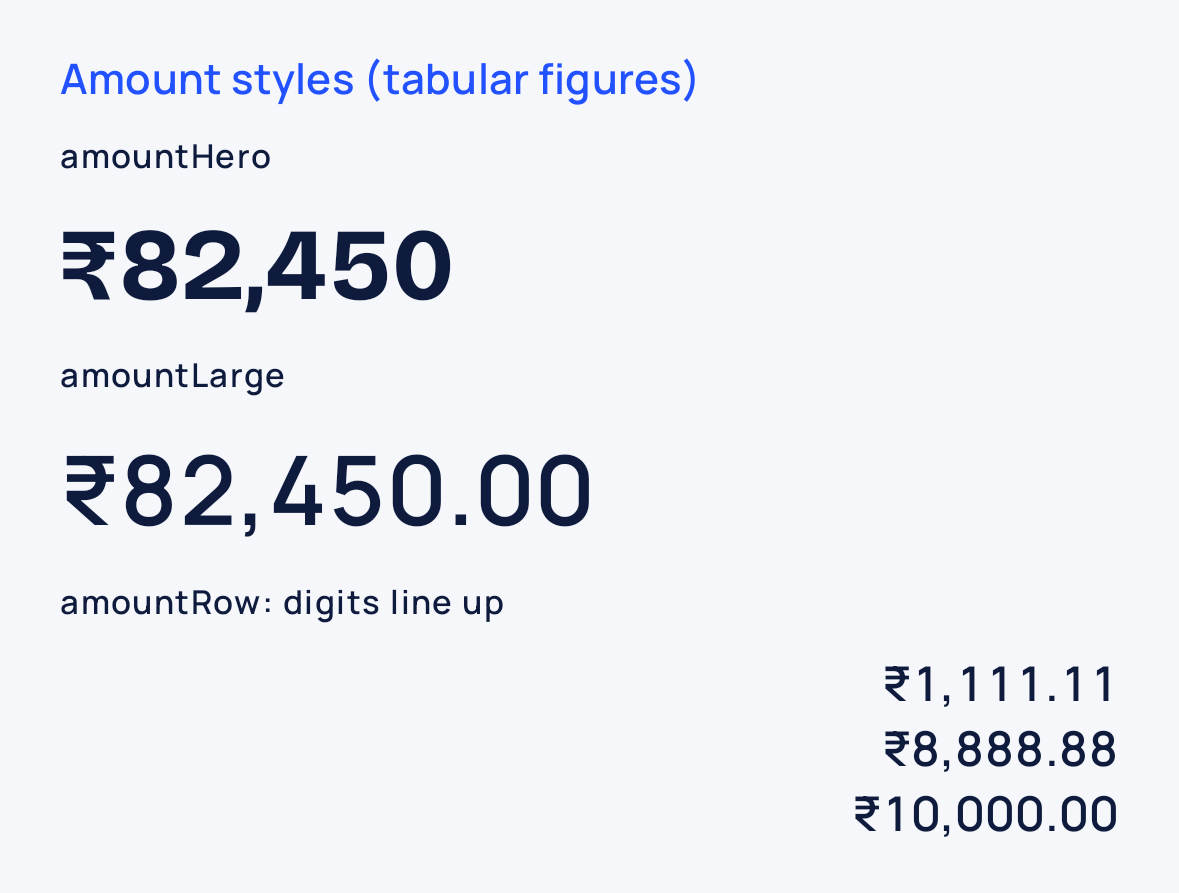 Amount styles (tabular figures)
amountHero
₹82,450
amountLarge
₹82,450.00
amountRow: digits line up
₹1,111.11
₹8,888.88
₹10,000.00